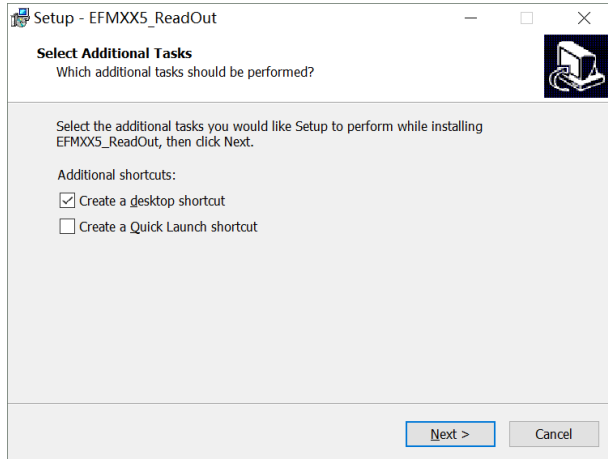 Setup - EFMXX5_ReadOut
Select Additional Tasks
Which additional tasks should be performed?
Select the additional tasks you would like Setup to perform while installing
EFMXX5_ReadOut, then click Next.
Additional shortcuts:
Create a desktop shortcut
Create a Quick Launch shortcut
Next >
Cancel